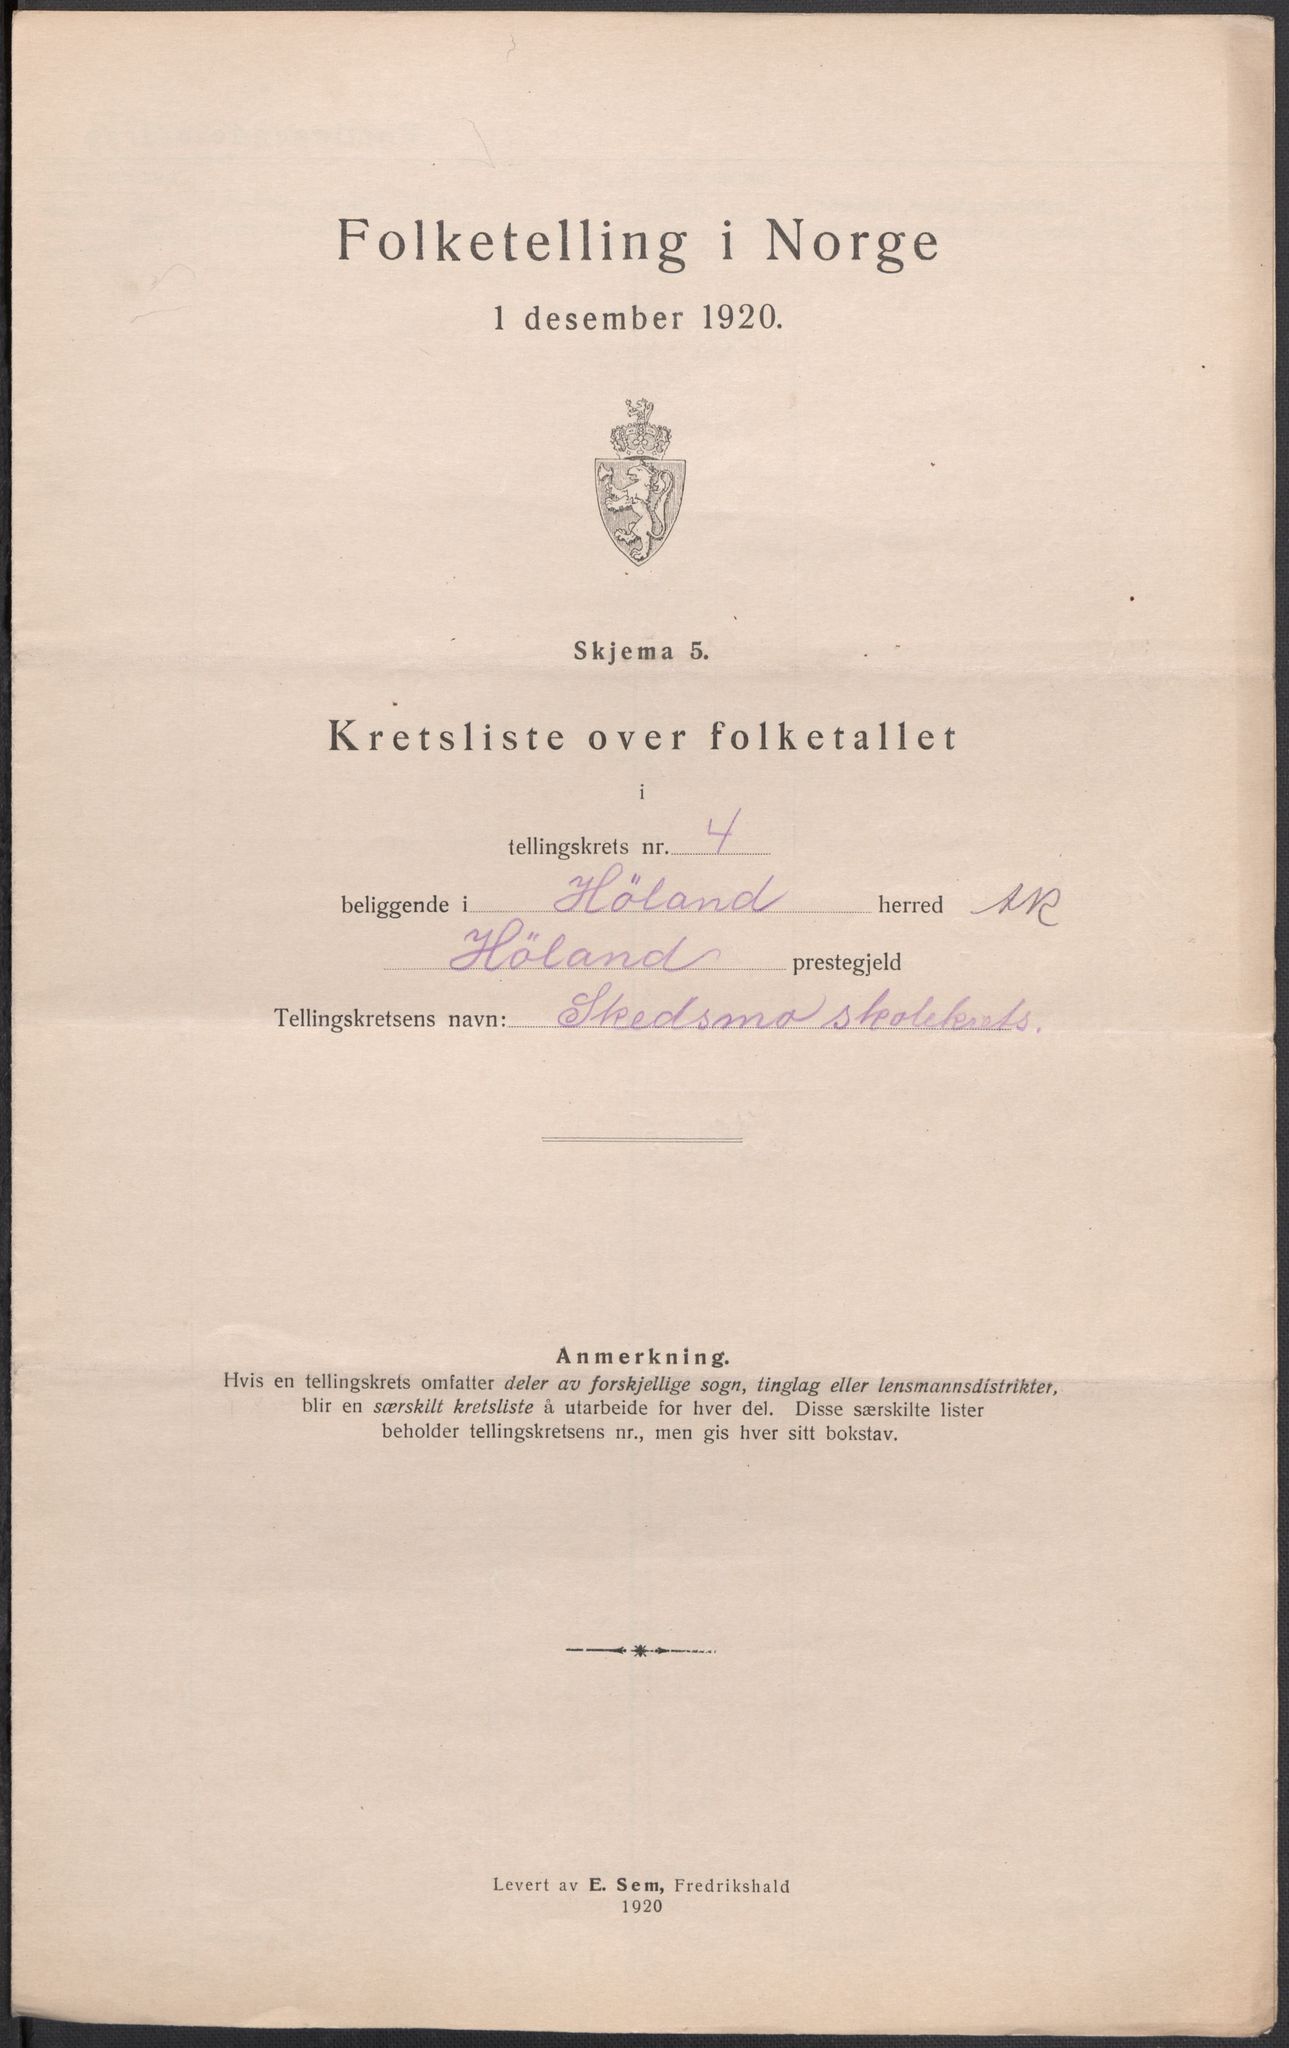 Folketelling i Norge
1 desember 1920.
Skjema 5.
Kretsliste over folketallet
i
tellingskrets nr. 4
beliggende i Höland herred AK
Höland prestegjeld
Tellingskretsens navn: Skedsmo skolekrets.
Anmerkning.
Hvis en tellingskrets omfatter deler av forskjellige sogn, tinglag eller lensmannsdistrikter,
blir en særskilt kretsliste å utarbeide for hver del. Disse særskilte lister
beholder tellingskretsens nr., men gis hver sitt bokstav.
Levert av E. Sem, Fredrikshald
1920